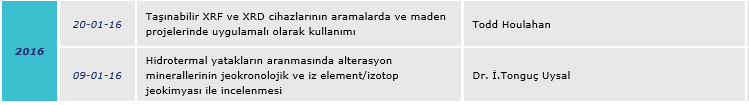 2016
20-01-16
Taşınabilir XRF ve XRD cihazlarının aramalarda ve maden
projelerinde uygulamalı olarak kullanımı
Todd Houlahan
09-01-16
Hidrotermal yatakların aranmasında alterasyon
minerallerinin jeokronolojik ve iz element/izotop
jeokimyası ile incelenmesi
Dr. İ.Tonguç Uysal